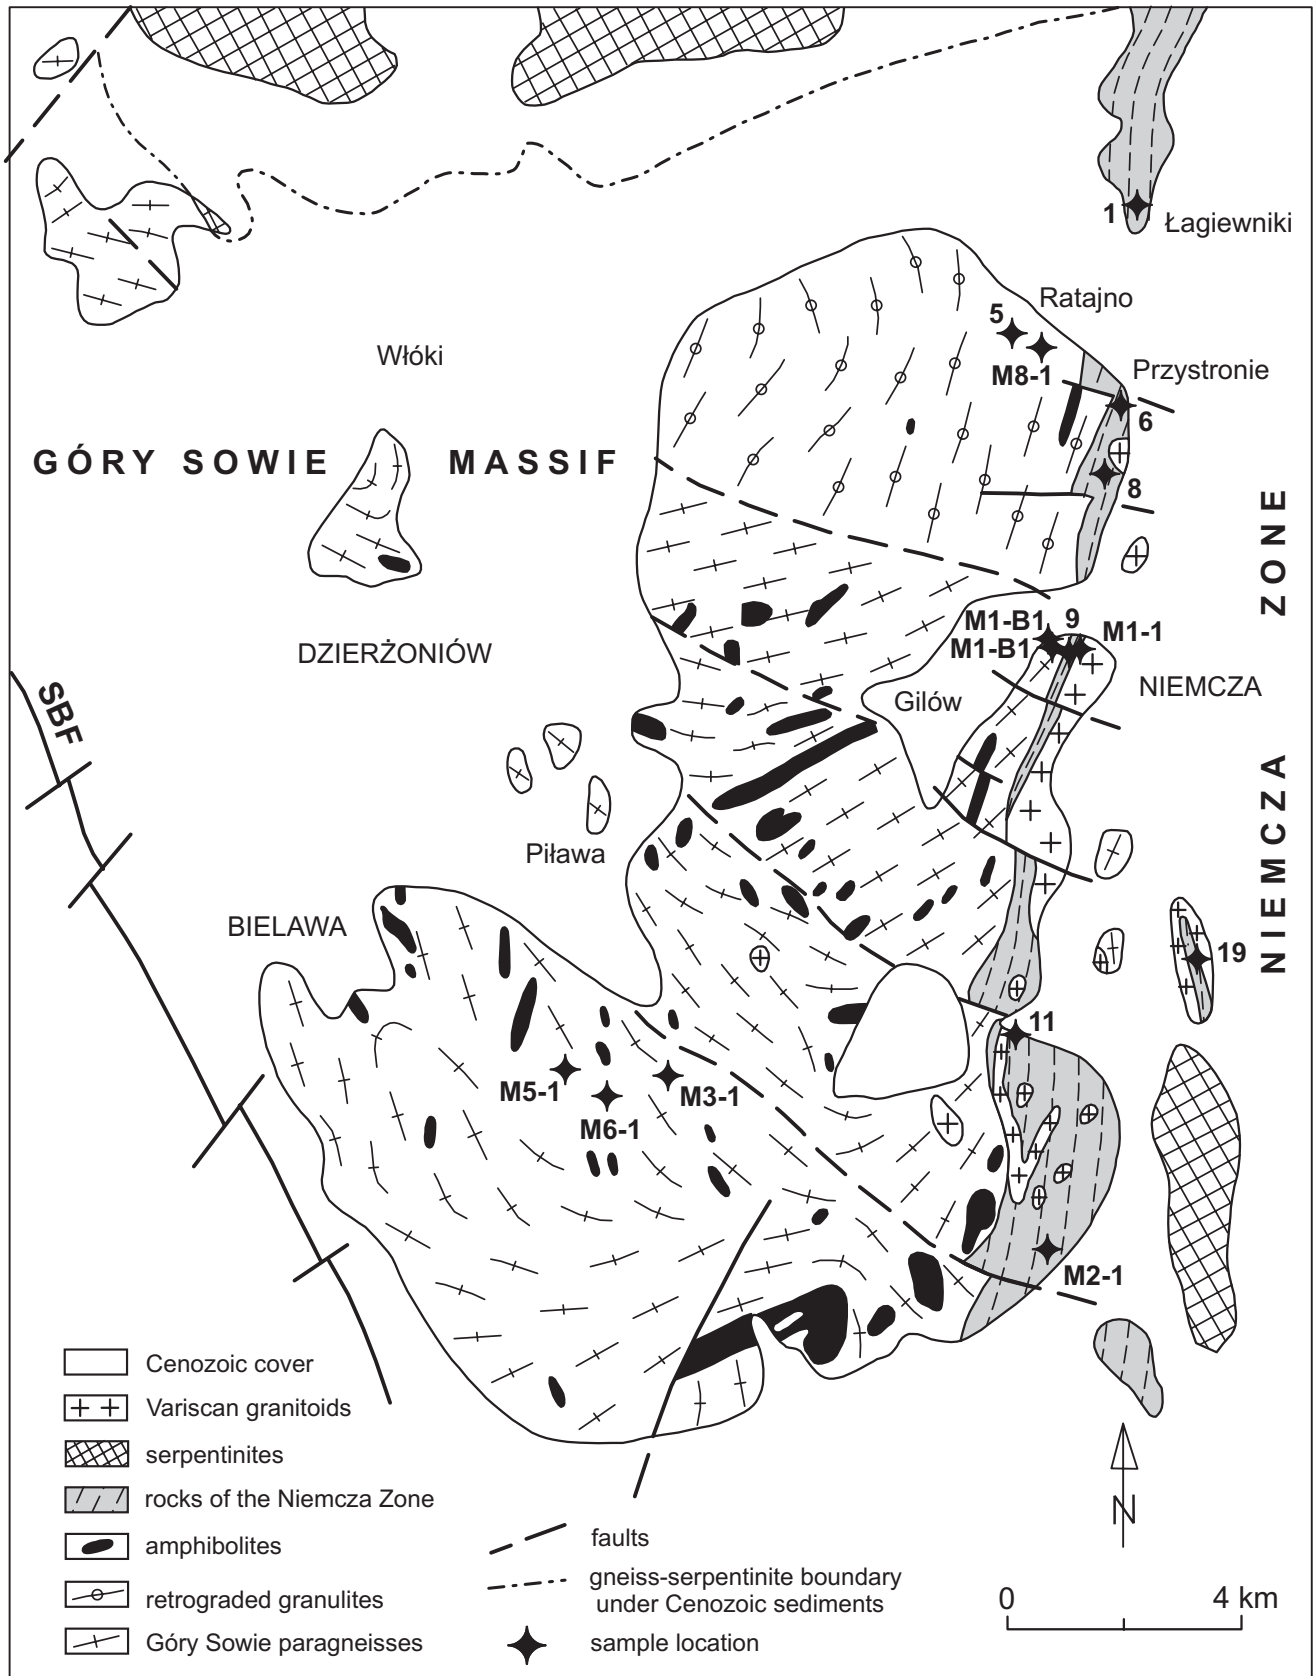 1
Łagiewniki
Ratajno
5
M8-1
Włóki
Przystronie
6
GÓRY SOWIE MASSIF
8
NIEMCZA ZONE
M1-B1
9
M1-1
M1-B1
DZIERŻONIÓW
SBF
Gilów
NIEMCZA
Piława
BIELAWA
19
11
M5-1
M3-1
M6-1
M2-1
Cenozoic cover
Variscan granitoids
serpentinites
rocks of the Niemcza Zone
amphibolites
retrograded granulites
Góry Sowie paragneisses
faults
gneiss-serpentinite boundary
under Cenozoic sediments
sample location
N
0 4 km